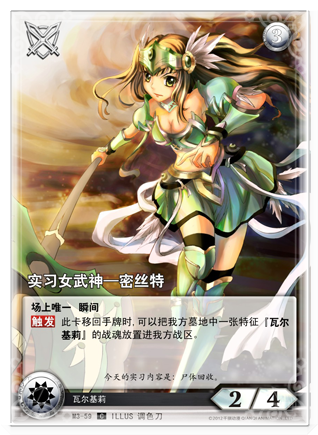 3
实习女武神—密丝特
场上唯一 瞬间
触发 此卡移回手牌时,可以把我方墓地中一张特征「瓦尔
基莉」的战魂放置进我方战区。
今天的实习内容是:尸体回收。
瓦尔基莉
2 / 4
M3-59 C ILLUS 调色刀